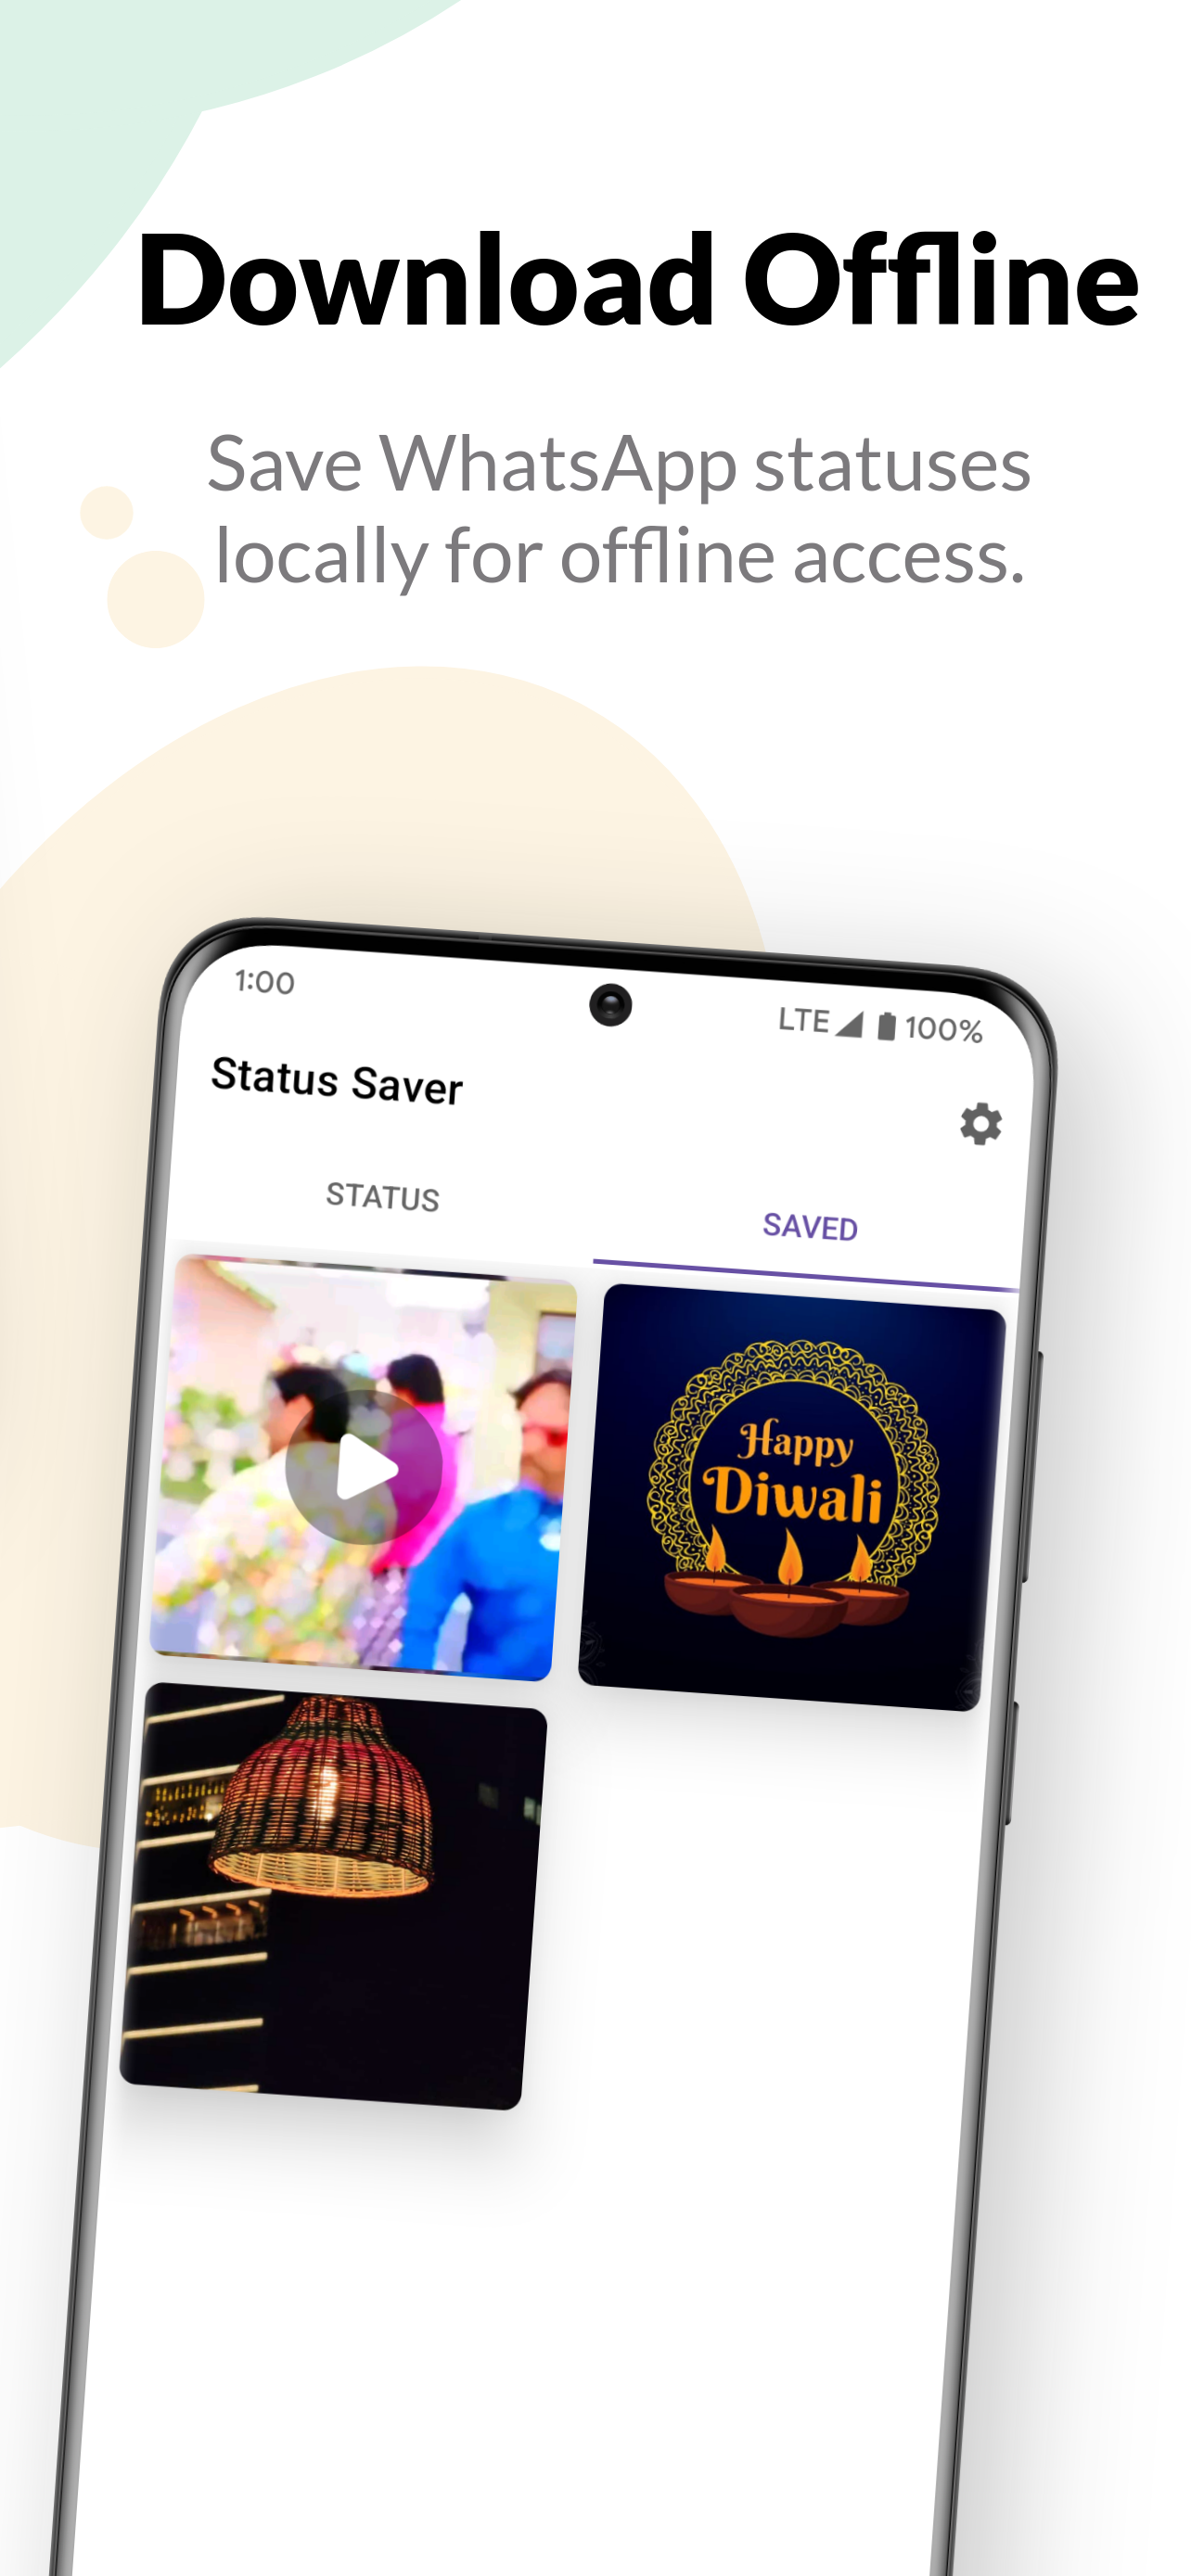 Download Offline
Save WhatsApp statuses
locally for offline access.
1:00
LTE 100%
Status Saver
STATUS
SAVED
Happy
Diwali